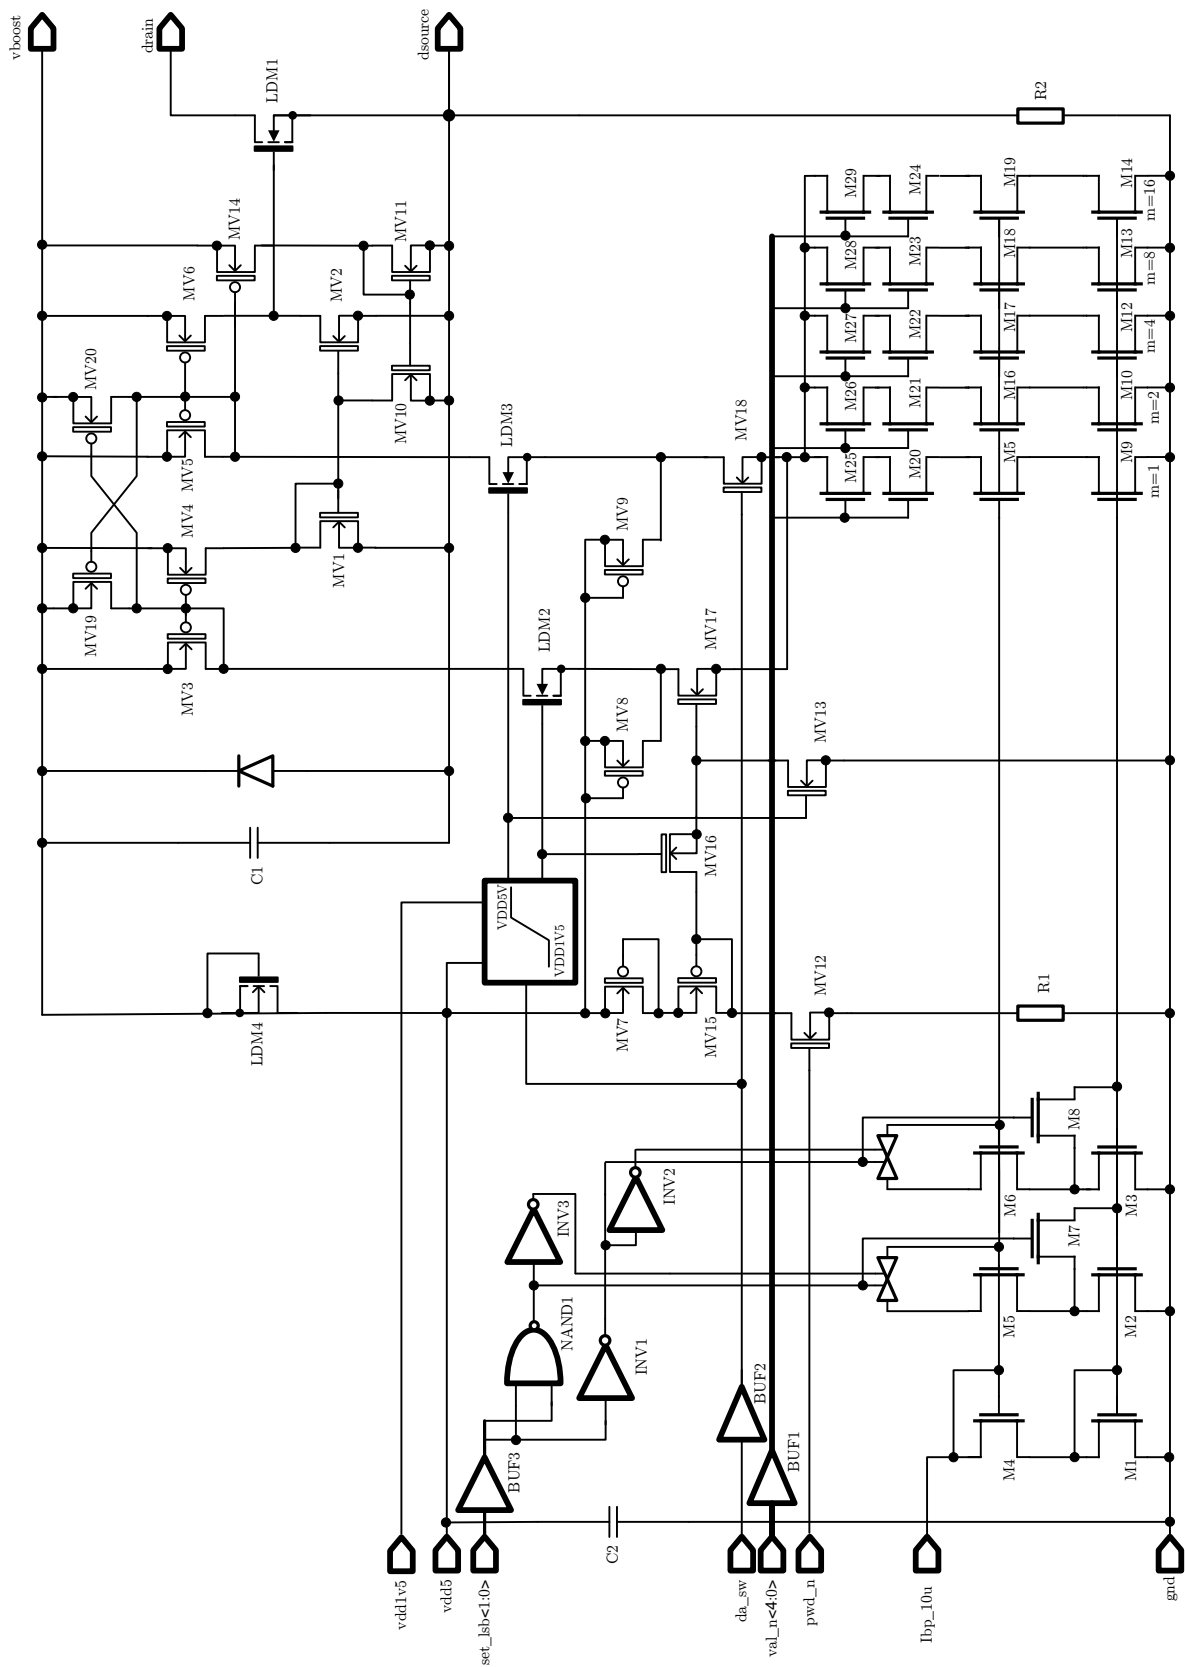 vboost
drain
dsource
LDM1
R2
MV14
MV11
M29
M24
M19
M14
m=16
MV6
MV2
M28
M23
M18
M13
m=8
MV20
MV10
M27
M22
M17
M12
m=4
LDM3
MV18
M26
M21
M16
M10
m=2
MV5
M25
M20
M5
M9
m=1
MV4
MV9
MV1
MV19
LDM2
MV17
MV3
MV8
MV13
C1
MV16
VDD5V
VDD1V5
LDM4
MV7
MV15
MV12
R1
M8
INV3
INV2
M6
M3
M7
NAND1
INV1
M5
M2
BUF2
BUF3
BUF1
M4
M1
C2
vdd1v5
vdd5
set_lsb<1:0>
da_sw
val_n<4:0>
pwd_n
Ibp_10u
gnd